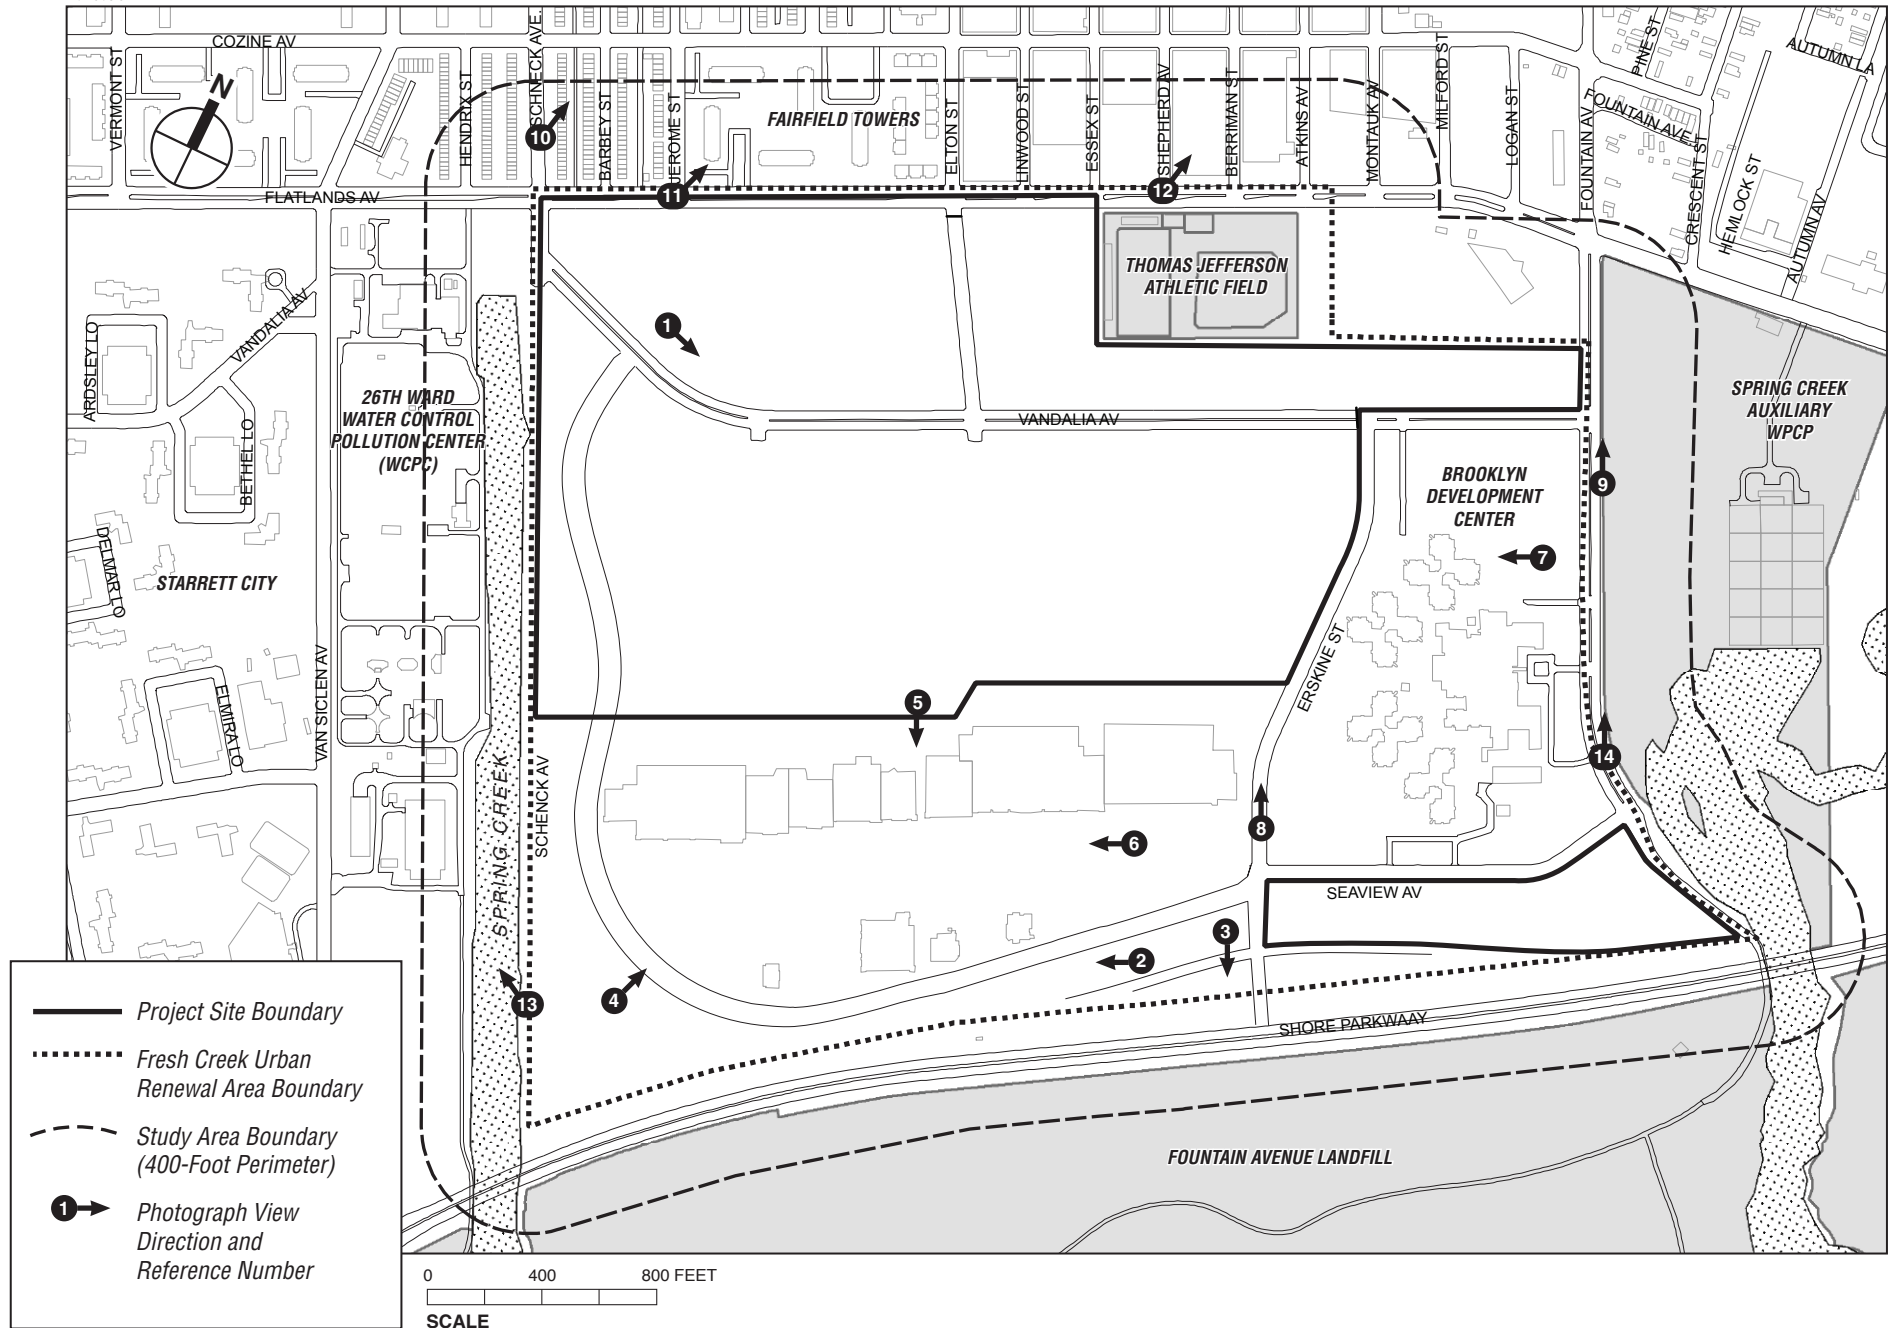 COZINE AV
VERMONT ST
HENDRIX ST
SCHNECK AVE.
BARBEY ST
JEROME ST
FAIRFIELD TOWERS
ELTON ST
LINWOOD ST
ESSEX ST
SHEPHERD AV
BERRIMAN ST
ATKINS AV
MONTAUK AV
MILFORD ST
LOGAN ST
FOUNTAIN AV
PINE ST
FOUNTAIN AVE.
CRESCENT ST
HEMLOCK ST
AUTUMN LA
AUTUMN AV
N
10
11
12
FLATLANDS AV
THOMAS JEFFERSON
ATHLETIC FIELD
VANDALIA AV
1
ARDSLEY LO
BETHEL LO
DELMAR LO
ELMIRA LO
STARRETT CITY
VAN SICLEN AV
26TH WARD
WATER CONTROL
POLLUTION CENTER
(WCPC)
VANDALIA AV
SPRING CREEK
AUXILIARY
WPCP
BROOKLYN
DEVELOPMENT
CENTER
9
7
ERSKINE ST
5
14
SPRING CREEK
SCHENCK AV
8
6
SEAVIEW AV
3
2
4
13
SHORE PARKWAAY
FOUNTAIN AVENUE LANDFILL
Project Site Boundary
Fresh Creek Urban
Renewal Area Boundary
Study Area Boundary
(400-Foot Perimeter)
1
Photograph View
Direction and
Reference Number
0 400 800 FEET
SCALE